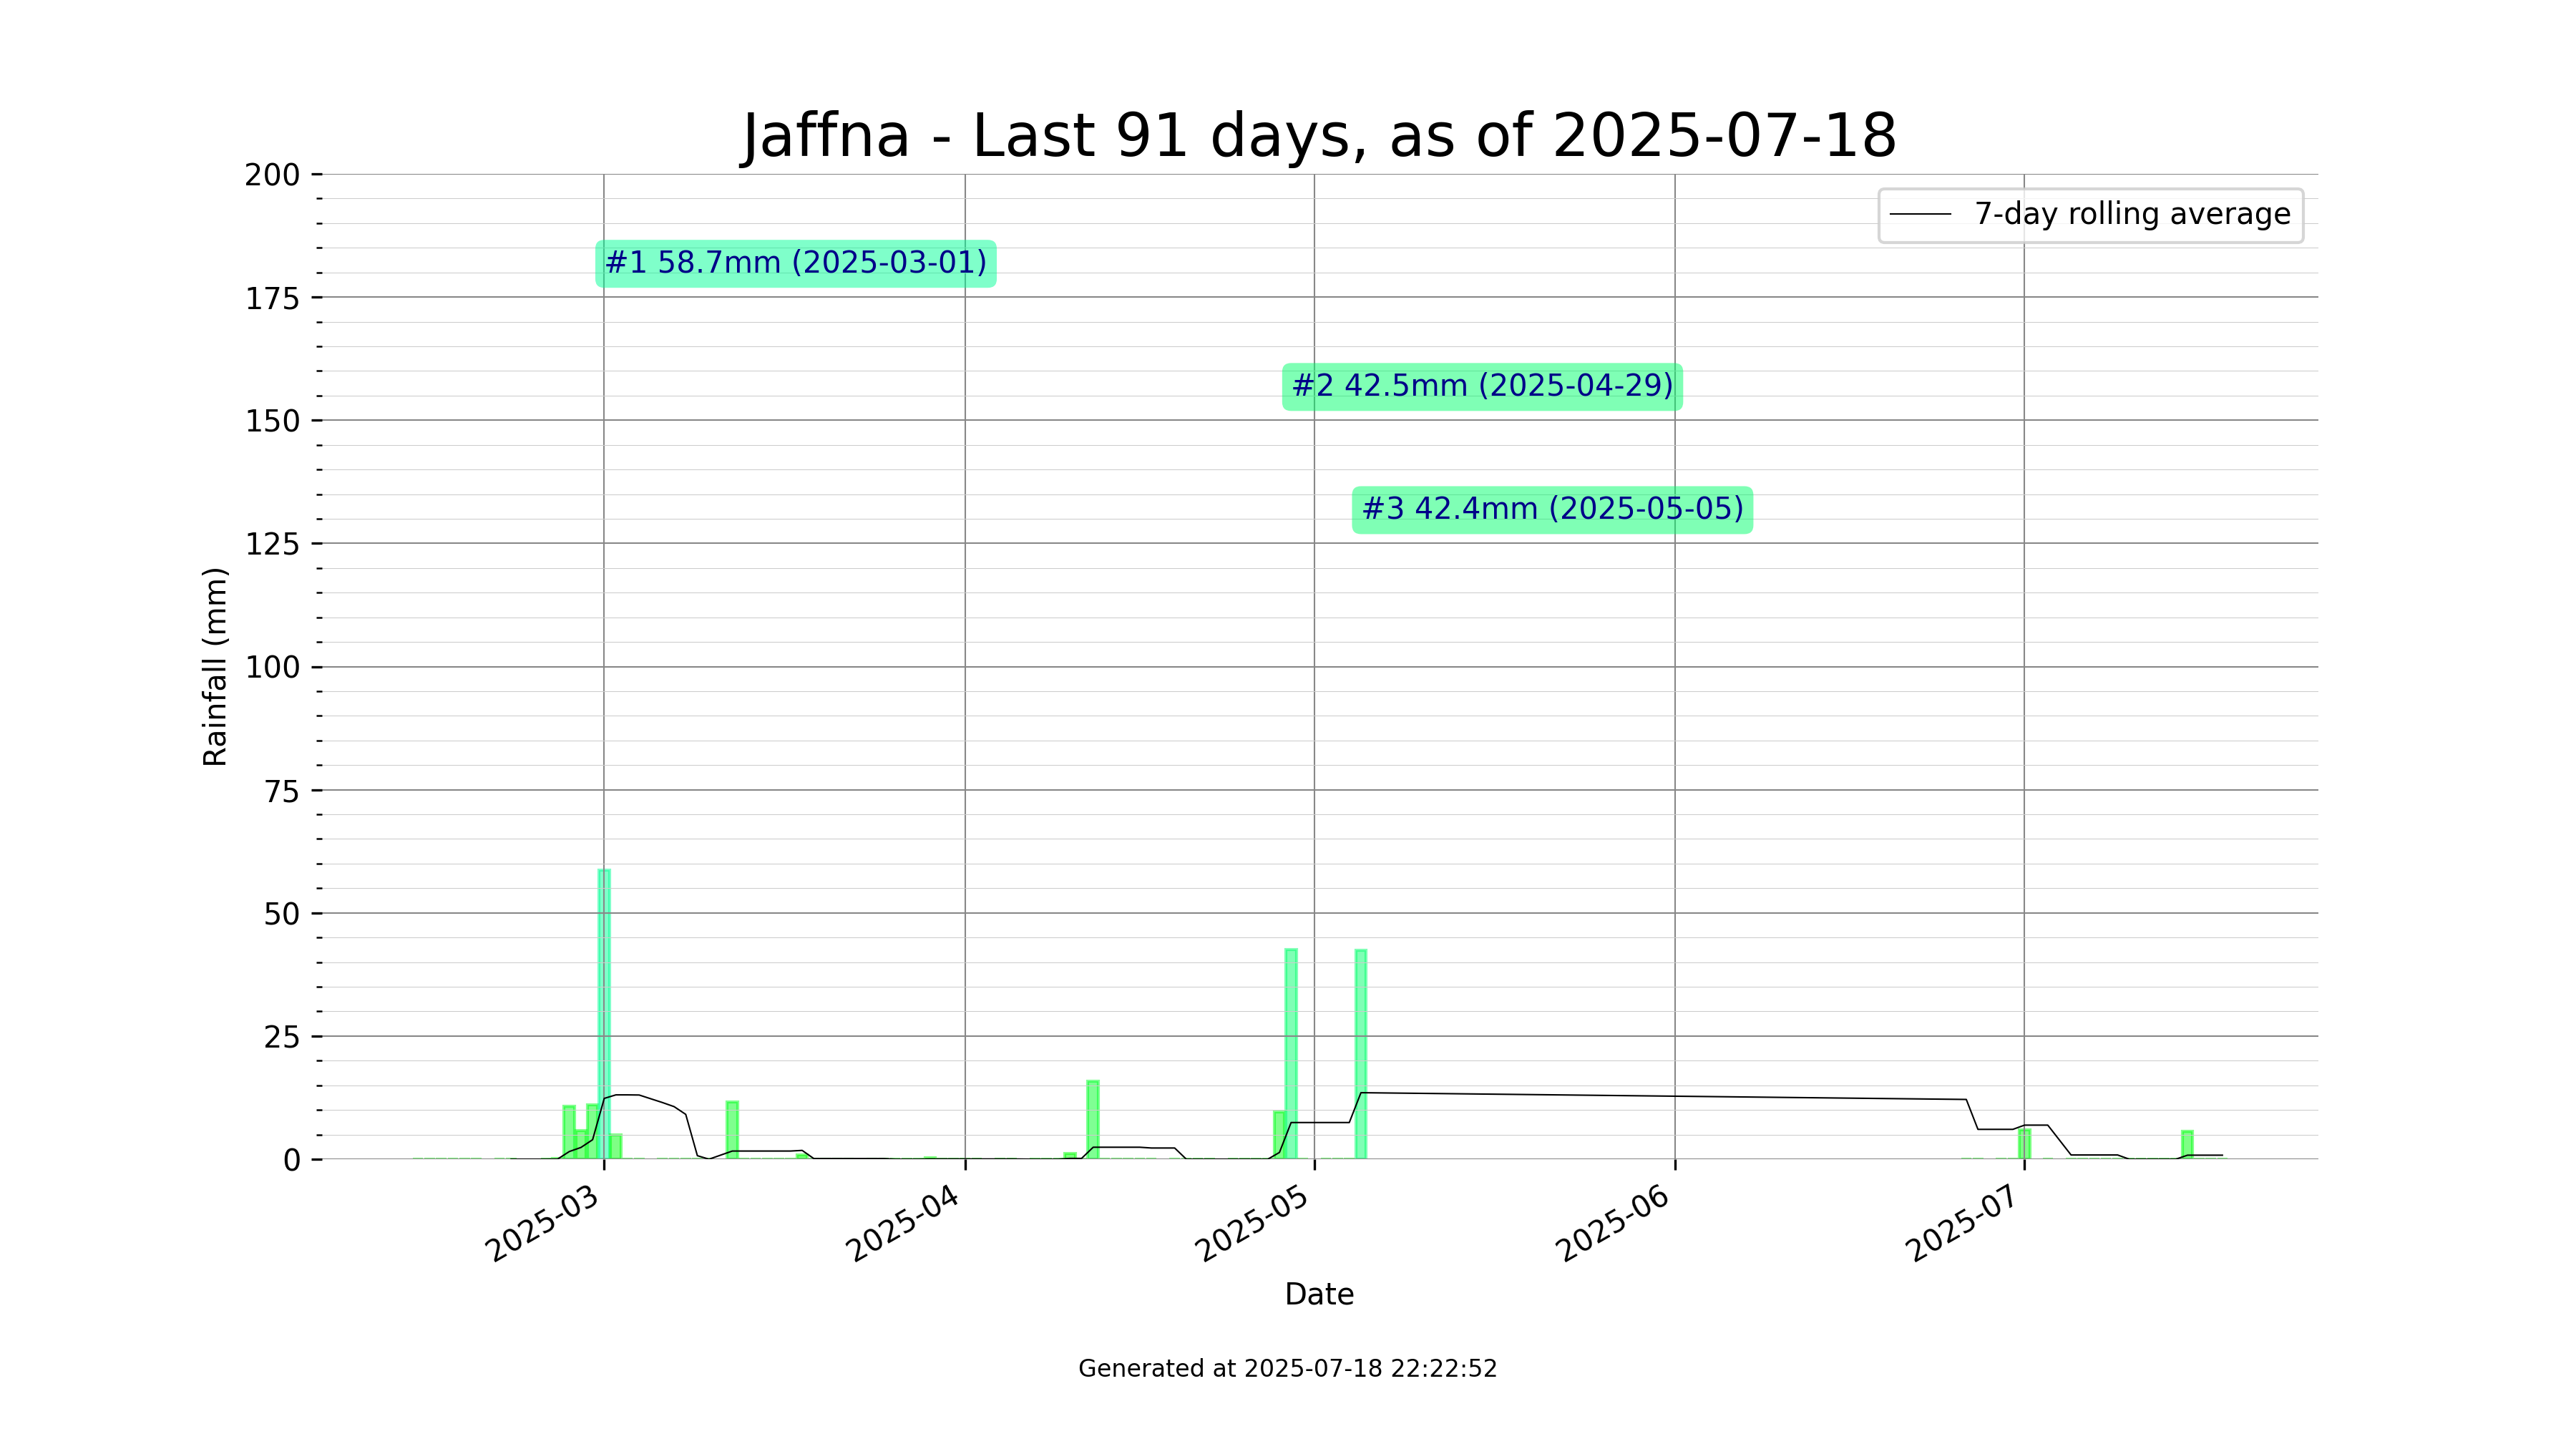 Jaffna - Last 91 days, as of 2025-07-18
200
175
150
125
100
75
50
25
0
Rainfall (mm)
7-day rolling average
#1 58.7mm (2025-03-01)
#2 42.5mm (2025-04-29)
#3 42.4mm (2025-05-05)
2025-03
2025-04
2025-05
2025-06
2025-07
Date
Generated at 2025-07-18 22:22:52